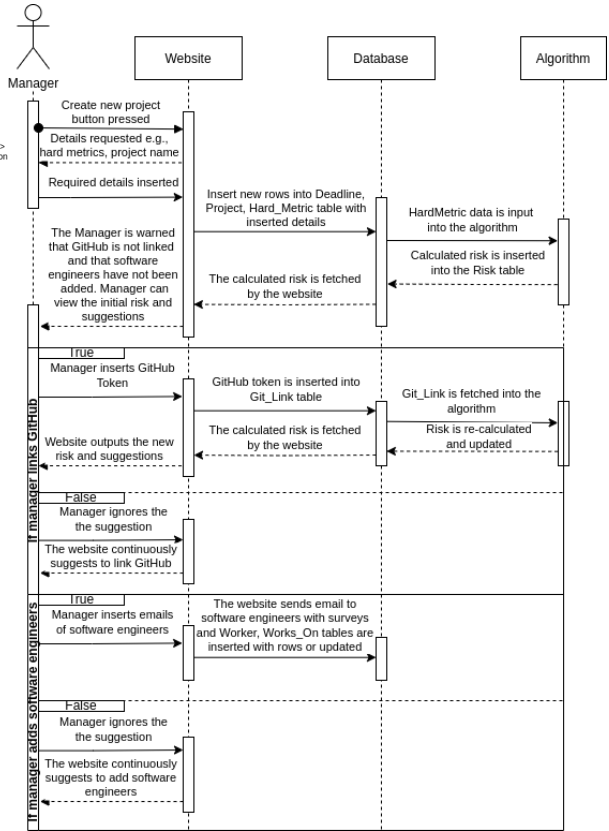 Website
Database
Algorithm
Manager
Create new project
button pressed
>
on
Details requested e.g.,
hard metrics, project name
Required details inserted
Insert new rows into Deadline,
Project, Hard_Metric table with
inserted details
HardMetric data is input
into the algorithm
The Manager is warned
that GitHub is not linked
and that software
engineers have not been
added. Manager can
view the initial risk and
suggestions
Calculated risk is inserted
into the Risk table
The calculated risk is fetched
by the website
If manager links GitHub
True
Manager inserts GitHub
Token
GitHub token is inserted into
Git_Link table
Git_Link is fetched into the
algorithm
Risk is re-calculated
and updated
The calculated risk is fetched
by the website
Website outputs the new
risk and suggestions
False
Manager ignores the
the suggestion
The website continuously
suggests to link GitHub
If manager adds software engineers
True
Manager inserts emails
of software engineers
The website sends email to
software engineers with surveys
and Worker, Works_On tables are
inserted with rows or updated
False
Manager ignores the
the suggestion
The website continuously
suggests to add software
engineers